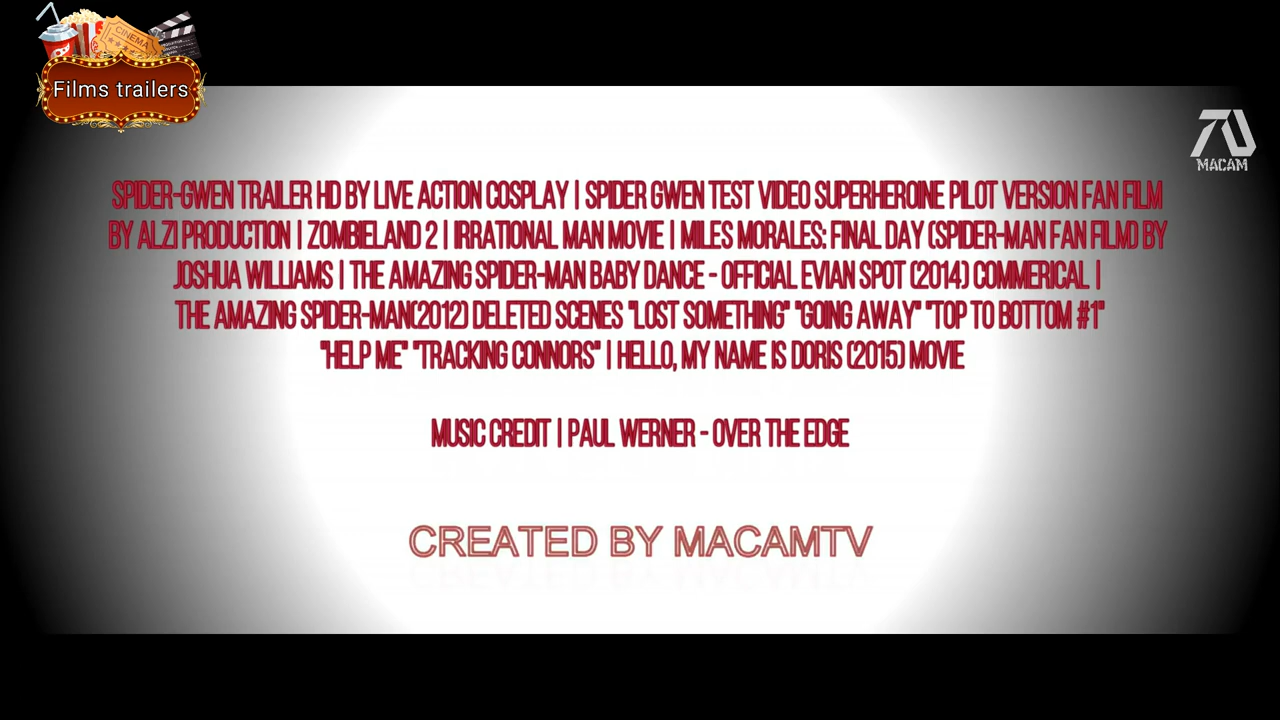 CINEMA
Films trailers
MACAM
SPIDER-GWEN TRAILER HD BY LIVE ACTION COSPLAY | SPIDER GWEN TEST VIDEO SUPERHEROINE PILOT VERSION FAN FILM
BY ALZI PRODUCTION | ZOMBIELAND 2 | IRRATIONAL MAN MOVIE | MILES MORALES: FINAL DAY (SPIDER-MAN FAN FILM) BY
JOSHUA WILLIAMS | THE AMAZING SPIDER-MAN BABY DANCE - OFFICIAL EVIAN SPOT (2014) COMMERICAL |
THE AMAZING SPIDER-MAN(2012) DELETED SCENES "LOST SOMETHING" "GOING AWAY" "TOP TO BOTTOM #1"
"HELP ME" "TRACKING CONNORS" | HELLO, MY NAME IS DORIS (2015) MOVIE
MUSIC CREDIT | PAUL WERNER - OVER THE EDGE
CREATED BY MACAMTV